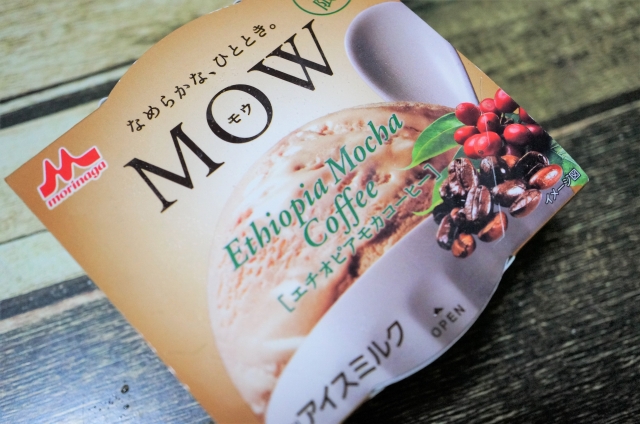 なめらかな、ひととき。
MOW
モウ
morinaga
Ethiopia Mocha
Coffee
[エチオピアモカコーヒー]
イメージ図
OPEN
アイスミルク